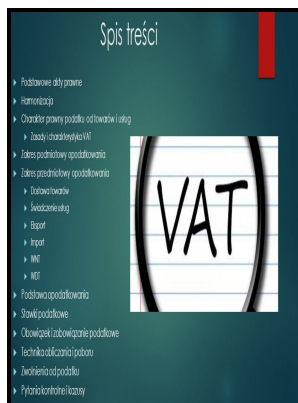 Spis treści
Podstawowe akty prawne
Harmonizacja
Charakter prawny podatku od towarów i usług
Zasady i charakterystyka VAT
Zakres podmiotowy opodatkowania
Zakres przedmiotowy opodatkowania
Dostawa towarów
Świadczenie usług
Eksport
Import
WNT
WDT
Podstawa opodatkowania
Stawki podatkowe
Obowiązek i zobowiązanie podatkowe
Technika obliczania i poboru
Zwolnienia od podatku
Pytania kontrolne i kazusy
VAT